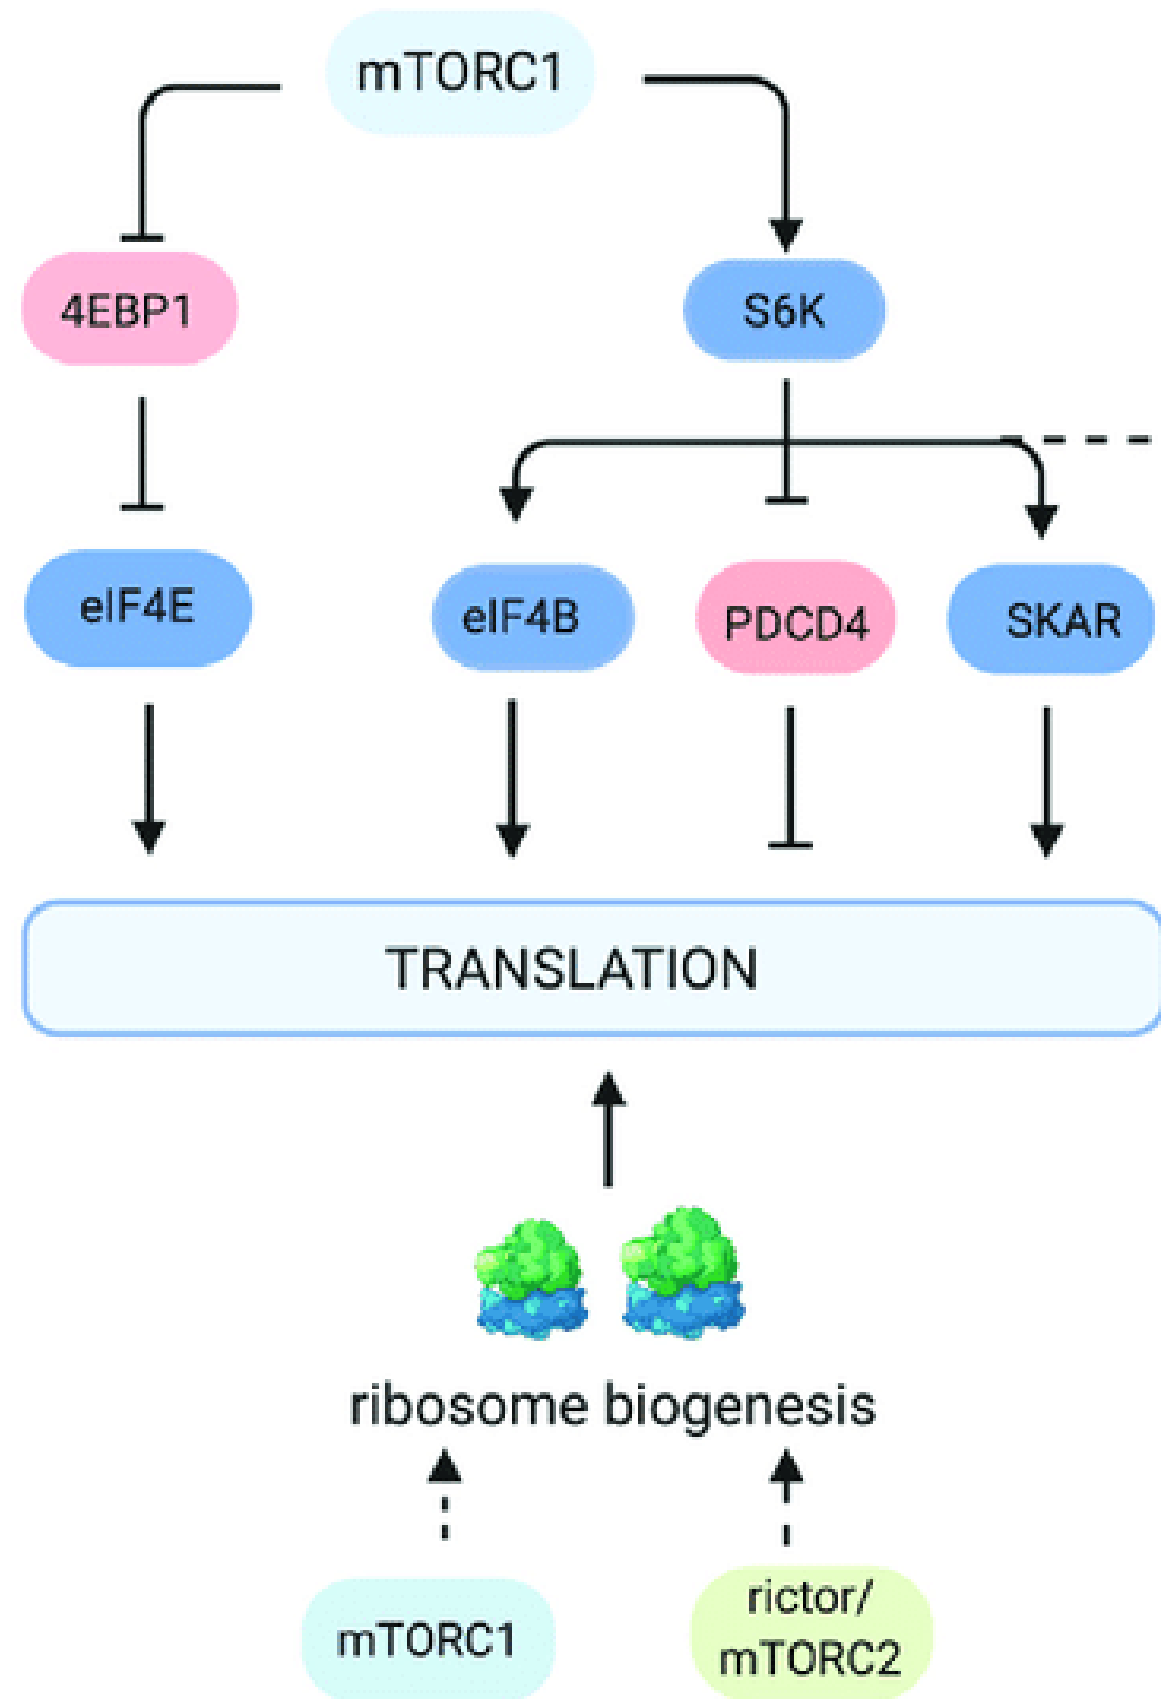 mTORC1
4EBP1
S6K
eIF4E
eIF4B
PDCD4
SKAR
TRANSLATION
ribosome biogenesis
mTORC1
rictor/
mTORC2